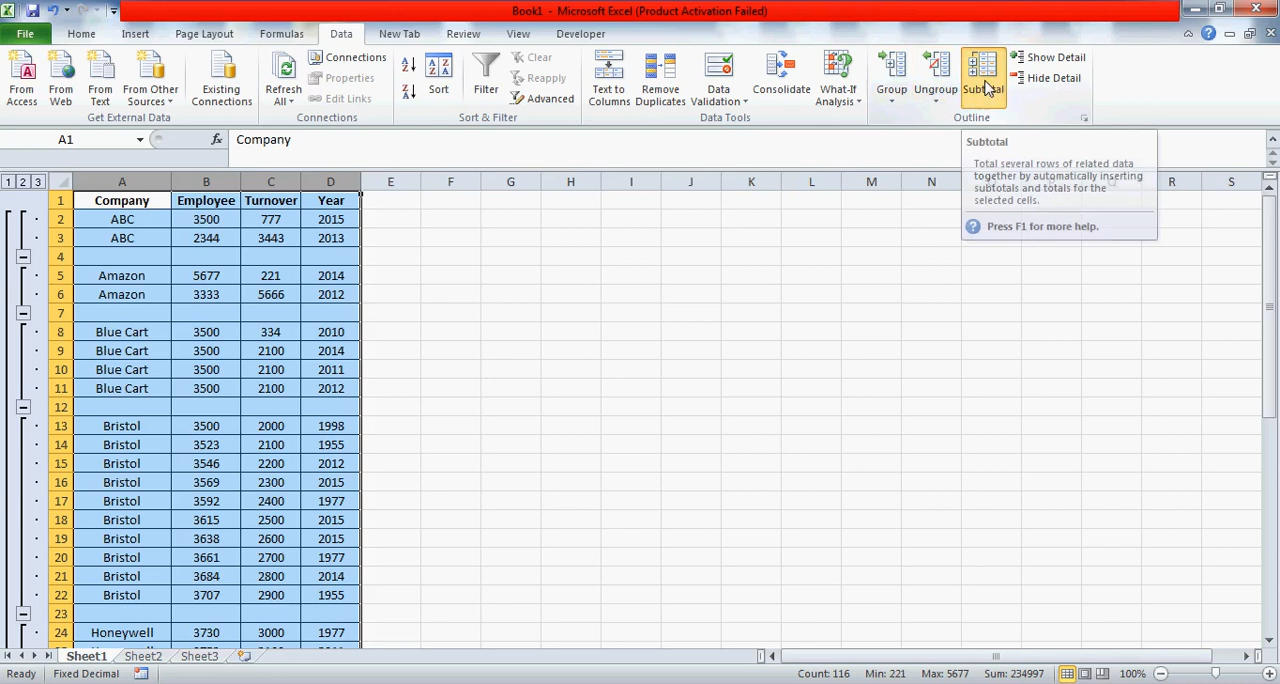 Book1 - Microsoft Excel (Product Activation Failed)
File Home Insert Page Layout Formulas Data New Tab Review View Developer
From Access
From Web
From Text
From Other Sources
Existing Connections
Get External Data
Refresh All
Connections
Properties
Edit Links
Connections
Sort
Filter
Clear
Reapply
Advanced
Sort & Filter
Text to Columns
Remove Duplicates
Data Validation
Consolidate
What-If Analysis
Data Tools
Group
Ungroup
Subtotal
Show Detail
Hide Detail
Outline
A1 fx Company
Subtotal
Total several rows of related data
together by automatically inserting
subtotals and totals for the
selected cells.
Press F1 for more help.
1 2 3 A B C D E F G H I J K L M N R S
1 Company Employee Turnover Year
2 ABC 3500 777 2015
3 ABC 2344 3443 2013
4
5 Amazon 5677 221 2014
6 Amazon 3333 5666 2012
7
8 Blue Cart 3500 334 2010
9 Blue Cart 3500 2100 2014
10 Blue Cart 3500 2100 2011
11 Blue Cart 3500 2100 2012
12
13 Bristol 3500 2000 1998
14 Bristol 3523 2100 1955
15 Bristol 3546 2200 2012
16 Bristol 3569 2300 2015
17 Bristol 3592 2400 1977
18 Bristol 3615 2500 2015
19 Bristol 3638 2600 2015
20 Bristol 3661 2700 1977
21 Bristol 3684 2800 2014
22 Bristol 3707 2900 1955
23
24 Honeywell 3730 3000 1977
Sheet1 Sheet2 Sheet3
Ready Fixed Decimal Count: 116 Min: 221 Max: 5677 Sum: 234997 100%